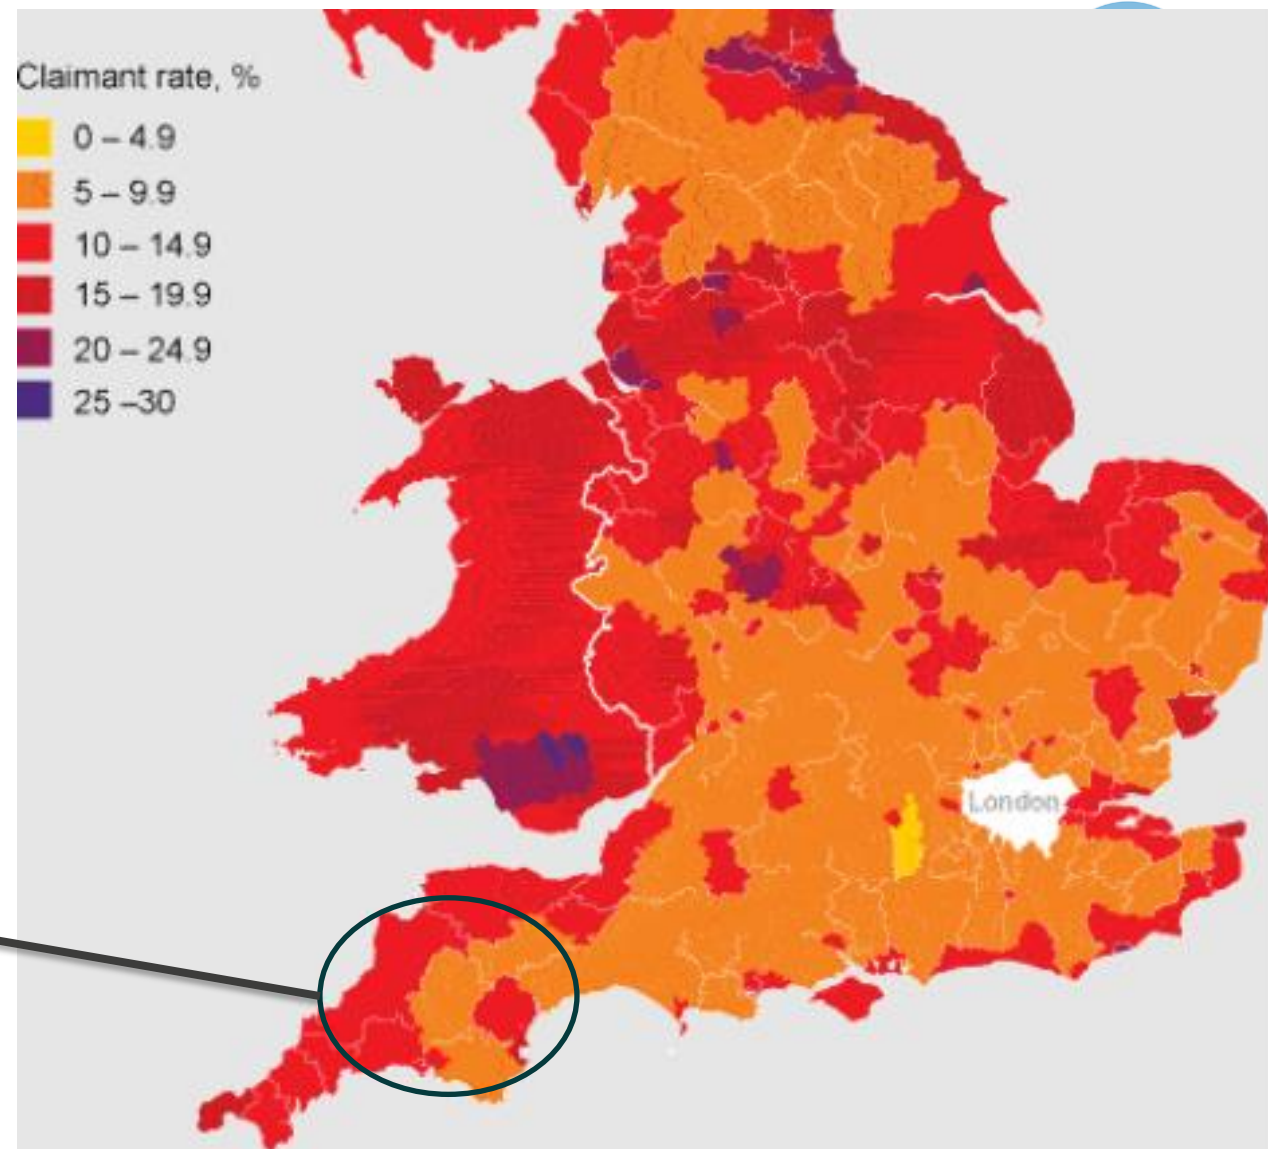 Claimant rate, %
0 – 4.9
5 – 9.9
10 – 14.9
15 – 19.9
20 – 24.9
25 –30
London